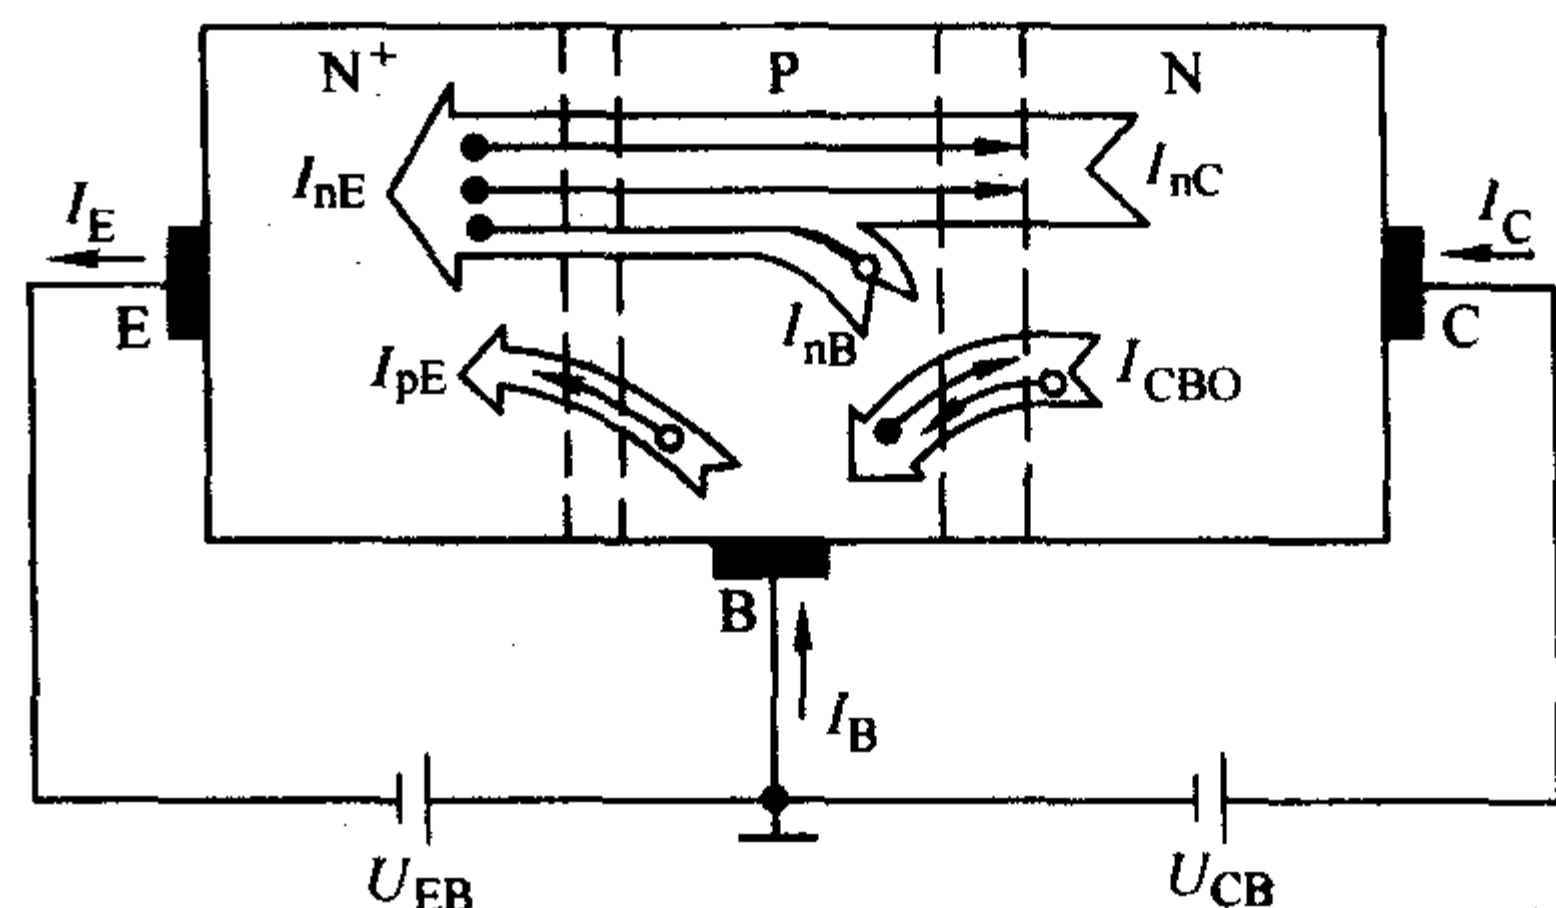 N⁺ P N
I_nE I_nC
I_E I_C
E C
I_nB
I_pE I_CBO
B
I_B
U_EB U_CB